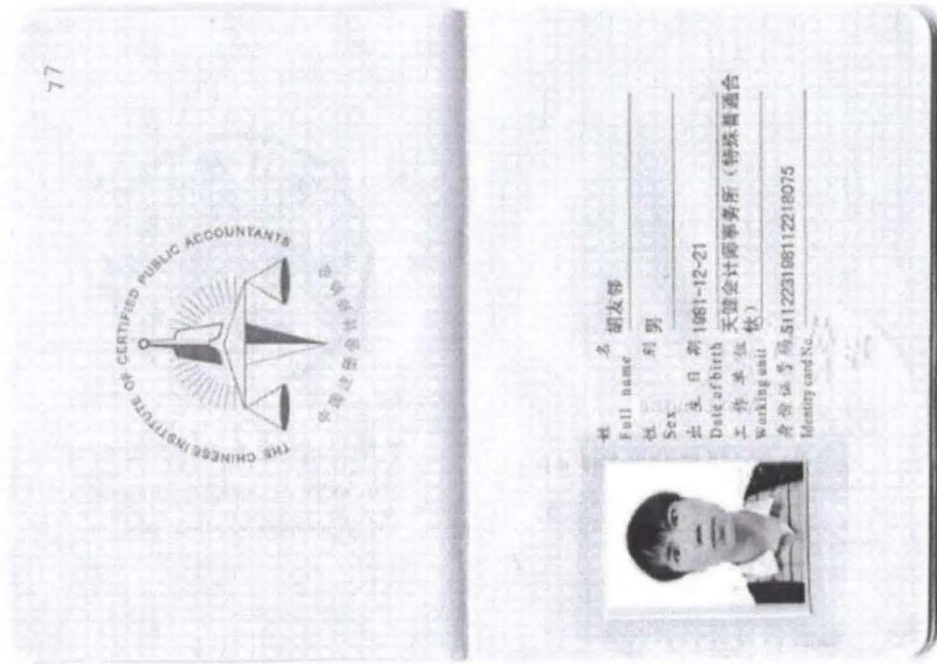 77
THE CHINESE INSTITUTE OF CERTIFIED PUBLIC ACCOUNTANTS
中国注册会计师协会
姓 名 胡友邻
Full name
性 别 男
Sex
出 生 日 期 1981-12-21
Date of birth
工 作 单 位 天健会计师事务所(特殊普通合
伙)
Working unit
身 份 证 号 码 511223198112218075
Identity card No.